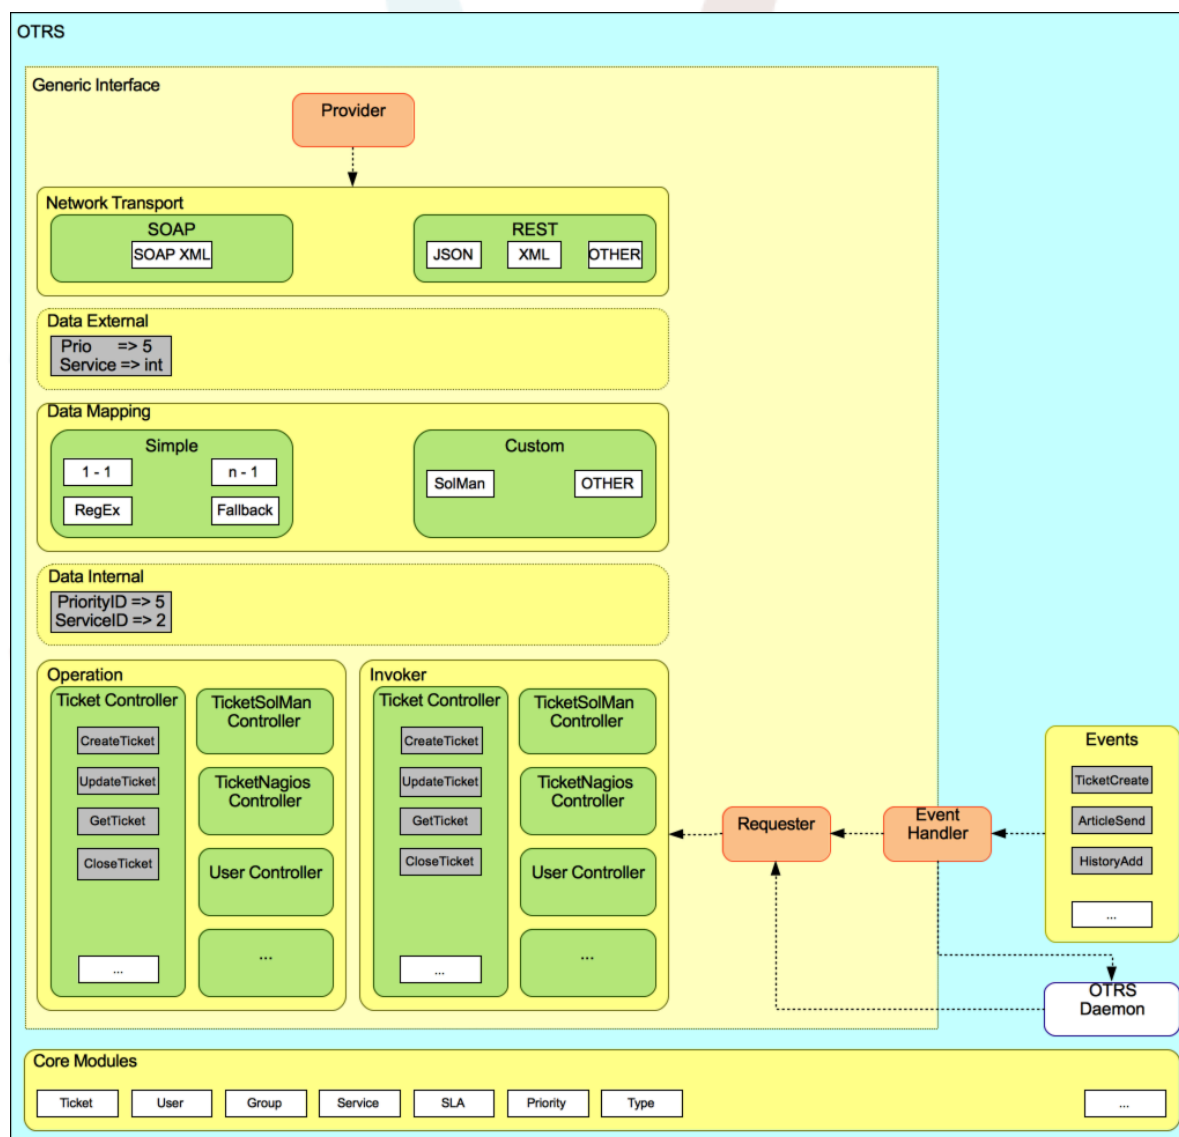 OTRS
Generic Interface
Provider
Network Transport
SOAP
SOAP XML
REST
JSON
XML
OTHER
Data External
Prio => 5
Service => int
Data Mapping
Simple
1 - 1
n - 1
RegEx
Fallback
Custom
SolMan
OTHER
Data Internal
PriorityID => 5
ServiceID => 2
Operation
Ticket Controller
CreateTicket
UpdateTicket
GetTicket
CloseTicket
...
TicketSolMan
Controller
TicketNagios
Controller
User Controller
...
Invoker
Ticket Controller
CreateTicket
UpdateTicket
GetTicket
CloseTicket
...
TicketSolMan
Controller
TicketNagios
Controller
User Controller
...
Requester
Event
Handler
Events
TicketCreate
ArticleSend
HistoryAdd
...
OTRS
Daemon
Core Modules
Ticket
User
Group
Service
SLA
Priority
Type
...